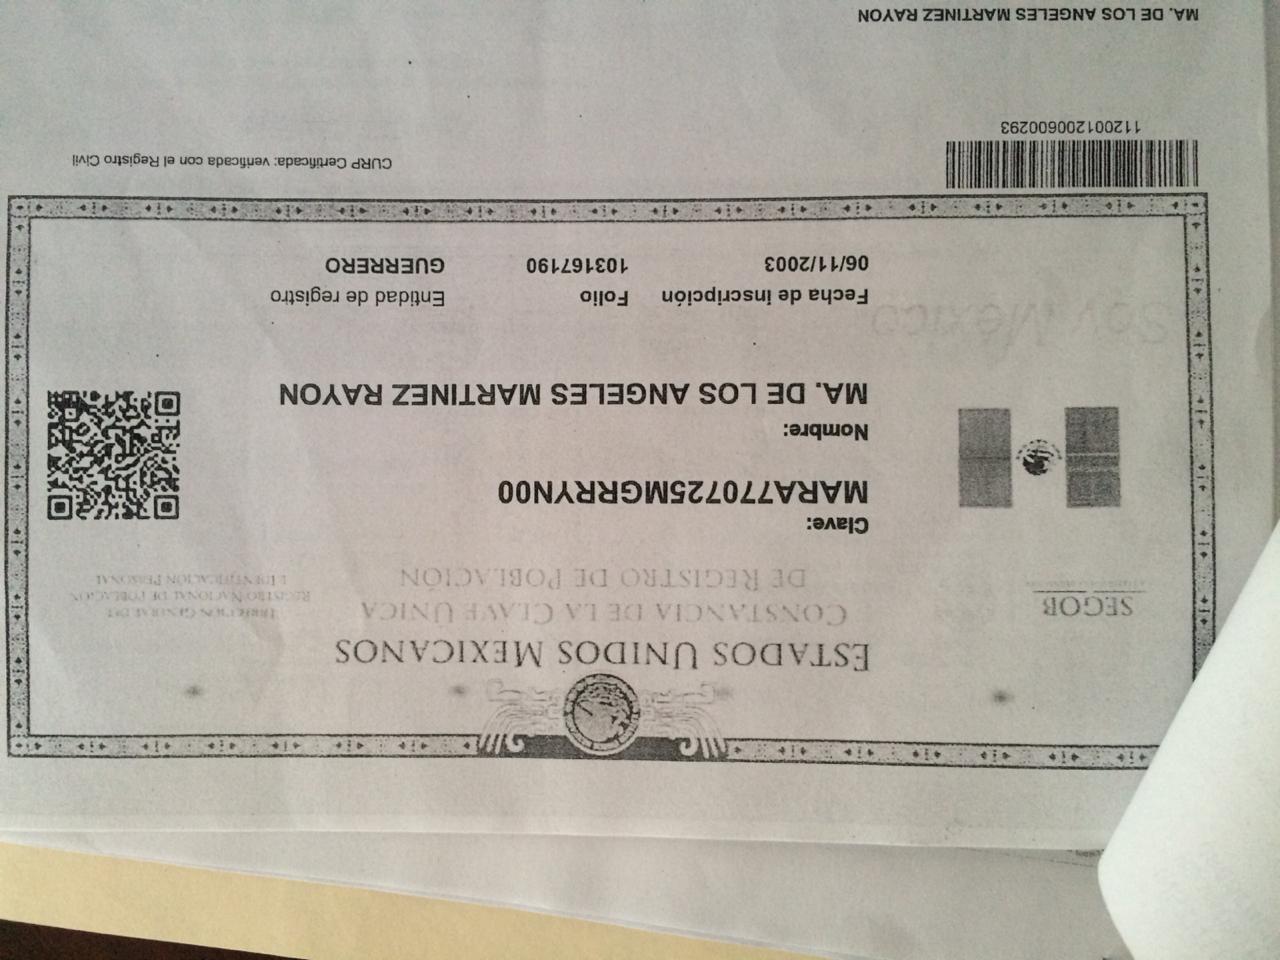 ESTADOS UNIDOS MEXICANOS
CONSTANCIA DE LA CLAVE ÚNICA
DE REGISTRO DE POBLACIÓN
SEGOB
DIRECCIÓN GENERAL DEL
REGISTRO NACIONAL DE POBLACIÓN
E IDENTIFICACIÓN PERSONAL
Clave:
MARA770725MGRRYN00
Nombre:
MA. DE LOS ANGELES MARTINEZ RAYON
Soy México
Fecha de inscripción Folio Entidad de registro
06/11/2003 103167190 GUERRERO
CURP Certificada: verificada con el Registro Civil
112001200600293
MA. DE LOS ANGELES MARTINEZ RAYON